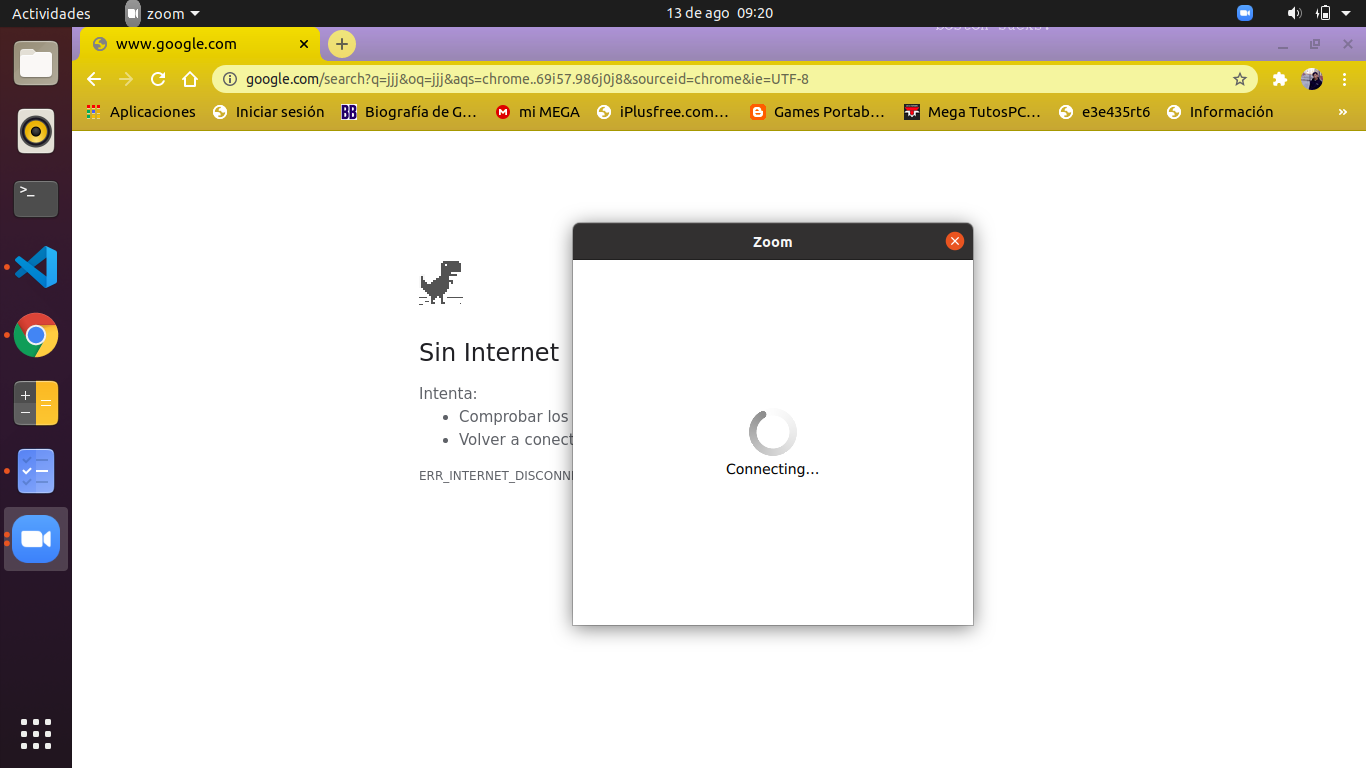 Actividades zoom 13 de ago 09:20
www.google.com
google.com/search?q=jjj&oq=jjj&aqs=chrome..69i57.986j0j8&sourceid=chrome&ie=UTF-8
Aplicaciones Iniciar sesión BB Biografía de G... mi MEGA iPlusfree.com... Games Portab... Mega TutosPC... e3e435rt6 Información »
Zoom
Sin Internet
Intenta:
Comprobar los
Volver a conect
Connecting...
ERR_INTERNET_DISCONN